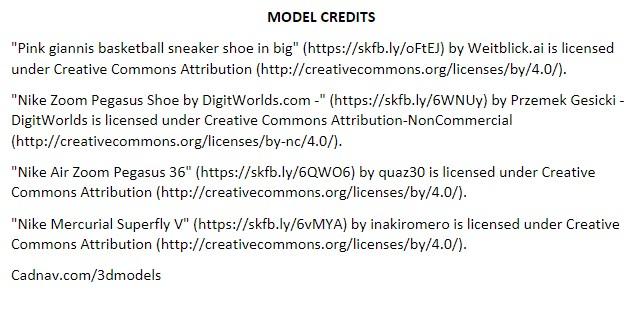 MODEL CREDITS
"Pink giannis basketball sneaker shoe in big" (https://skfb.ly/oFtEJ) by Weitblick.ai is licensed
under Creative Commons Attribution (http://creativecommons.org/licenses/by/4.0/).
"Nike Zoom Pegasus Shoe by DigitWorlds.com -" (https://skfb.ly/6WNUy) by Przemek Gesicki -
DigitWorlds is licensed under Creative Commons Attribution-NonCommercial
(http://creativecommons.org/licenses/by-nc/4.0/).
"Nike Air Zoom Pegasus 36" (https://skfb.ly/6QWO6) by quaz30 is licensed under Creative
Commons Attribution (http://creativecommons.org/licenses/by/4.0/).
"Nike Mercurial Superfly V" (https://skfb.ly/6vMYA) by inakiromero is licensed under Creative
Commons Attribution (http://creativecommons.org/licenses/by/4.0/).
Cadnav.com/3dmodels